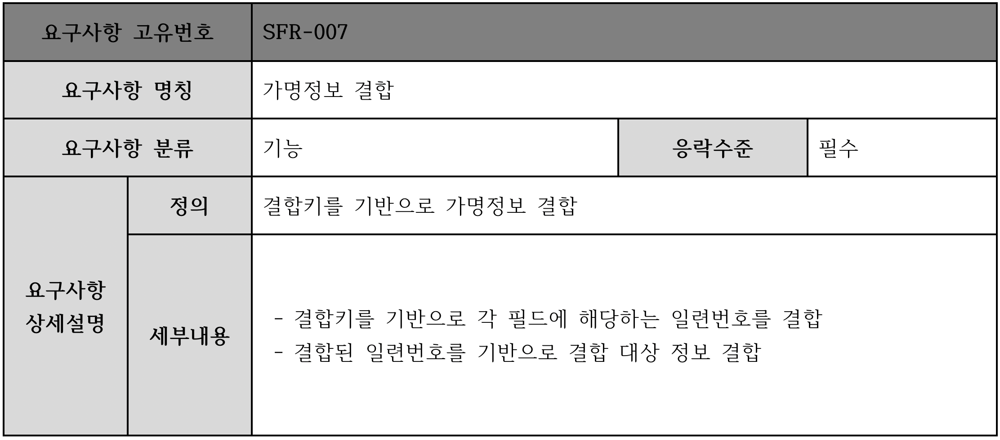 요구사항 고유번호 SFR-007
요구사항 명칭 가명정보 결합
요구사항 분류 기능 응락수준 필수
요구사항
상세설명
정의 결합키를 기반으로 가명정보 결합
세부내용
- 결합키를 기반으로 각 필드에 해당하는 일련번호를 결합
- 결합된 일련번호를 기반으로 결합 대상 정보 결합